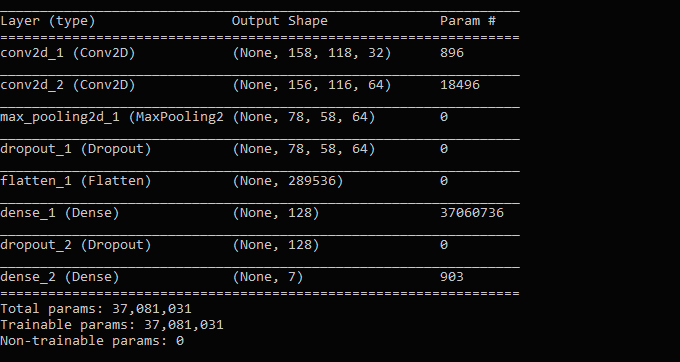 Layer (type) Output Shape Param #
=================================================================
conv2d_1 (Conv2D) (None, 158, 118, 32) 896
_________________________________________________________________
conv2d_2 (Conv2D) (None, 156, 116, 64) 18496
_________________________________________________________________
max_pooling2d_1 (MaxPooling2 (None, 78, 58, 64) 0
_________________________________________________________________
dropout_1 (Dropout) (None, 78, 58, 64) 0
_________________________________________________________________
flatten_1 (Flatten) (None, 289536) 0
_________________________________________________________________
dense_1 (Dense) (None, 128) 37060736
_________________________________________________________________
dropout_2 (Dropout) (None, 128) 0
_________________________________________________________________
dense_2 (Dense) (None, 7) 903
=================================================================
Total params: 37,081,031
Trainable params: 37,081,031
Non-trainable params: 0